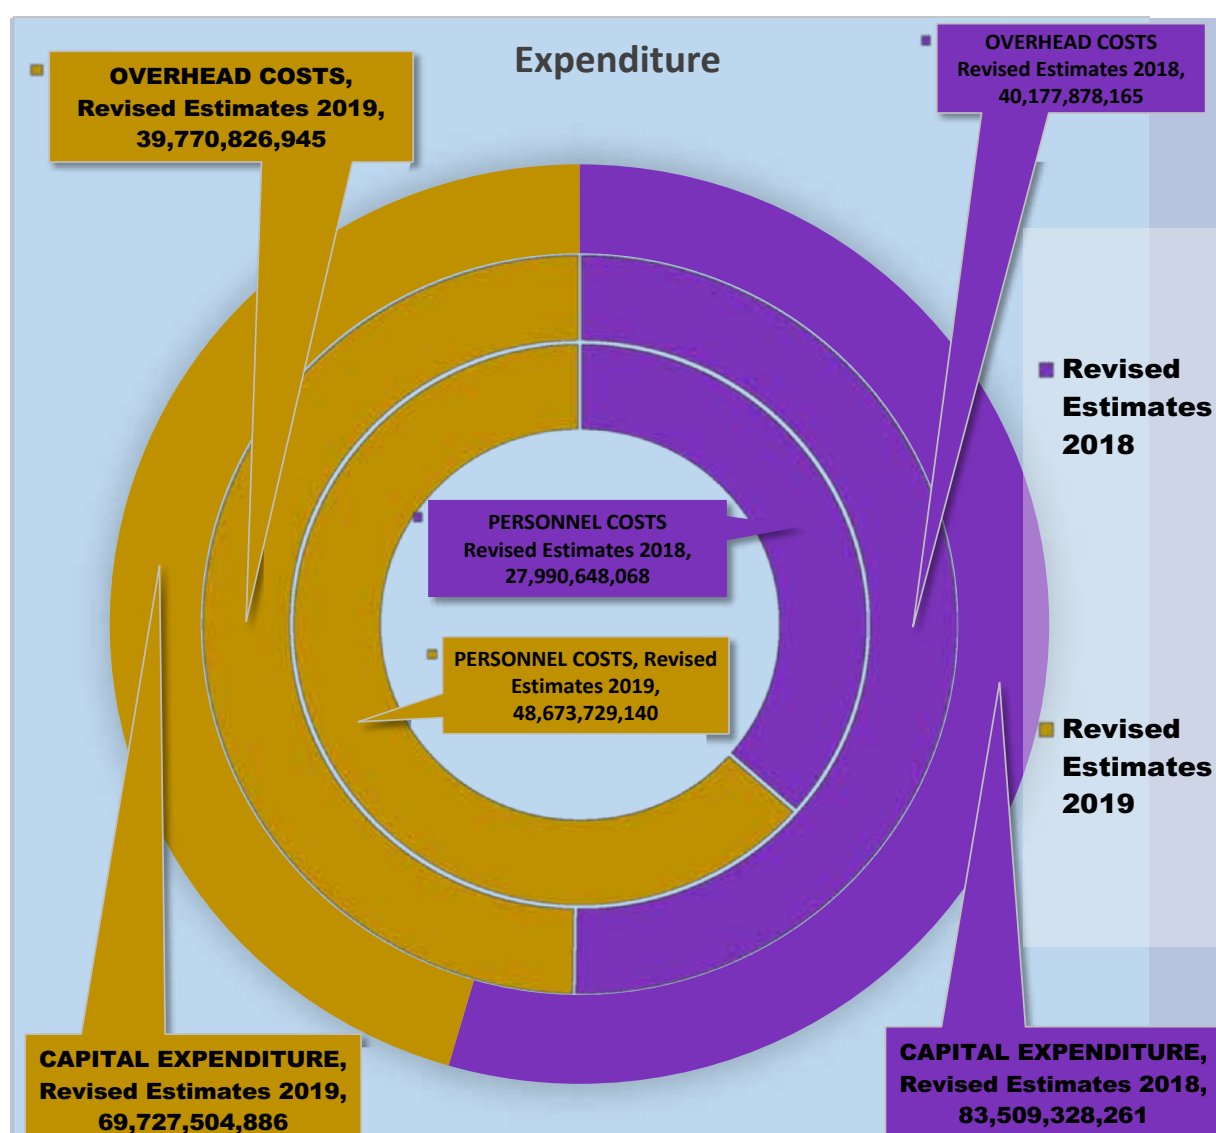 Expenditure
OVERHEAD COSTS,
Revised Estimates 2019,
39,770,826,945
OVERHEAD COSTS
Revised Estimates 2018,
40,177,878,165
Revised
Estimates
2018
PERSONNEL COSTS
Revised Estimates 2018,
27,990,648,068
PERSONNEL COSTS, Revised
Estimates 2019,
48,673,729,140
Revised
Estimates
2019
CAPITAL EXPENDITURE,
Revised Estimates 2019,
69,727,504,886
CAPITAL EXPENDITURE,
Revised Estimates 2018,
83,509,328,261